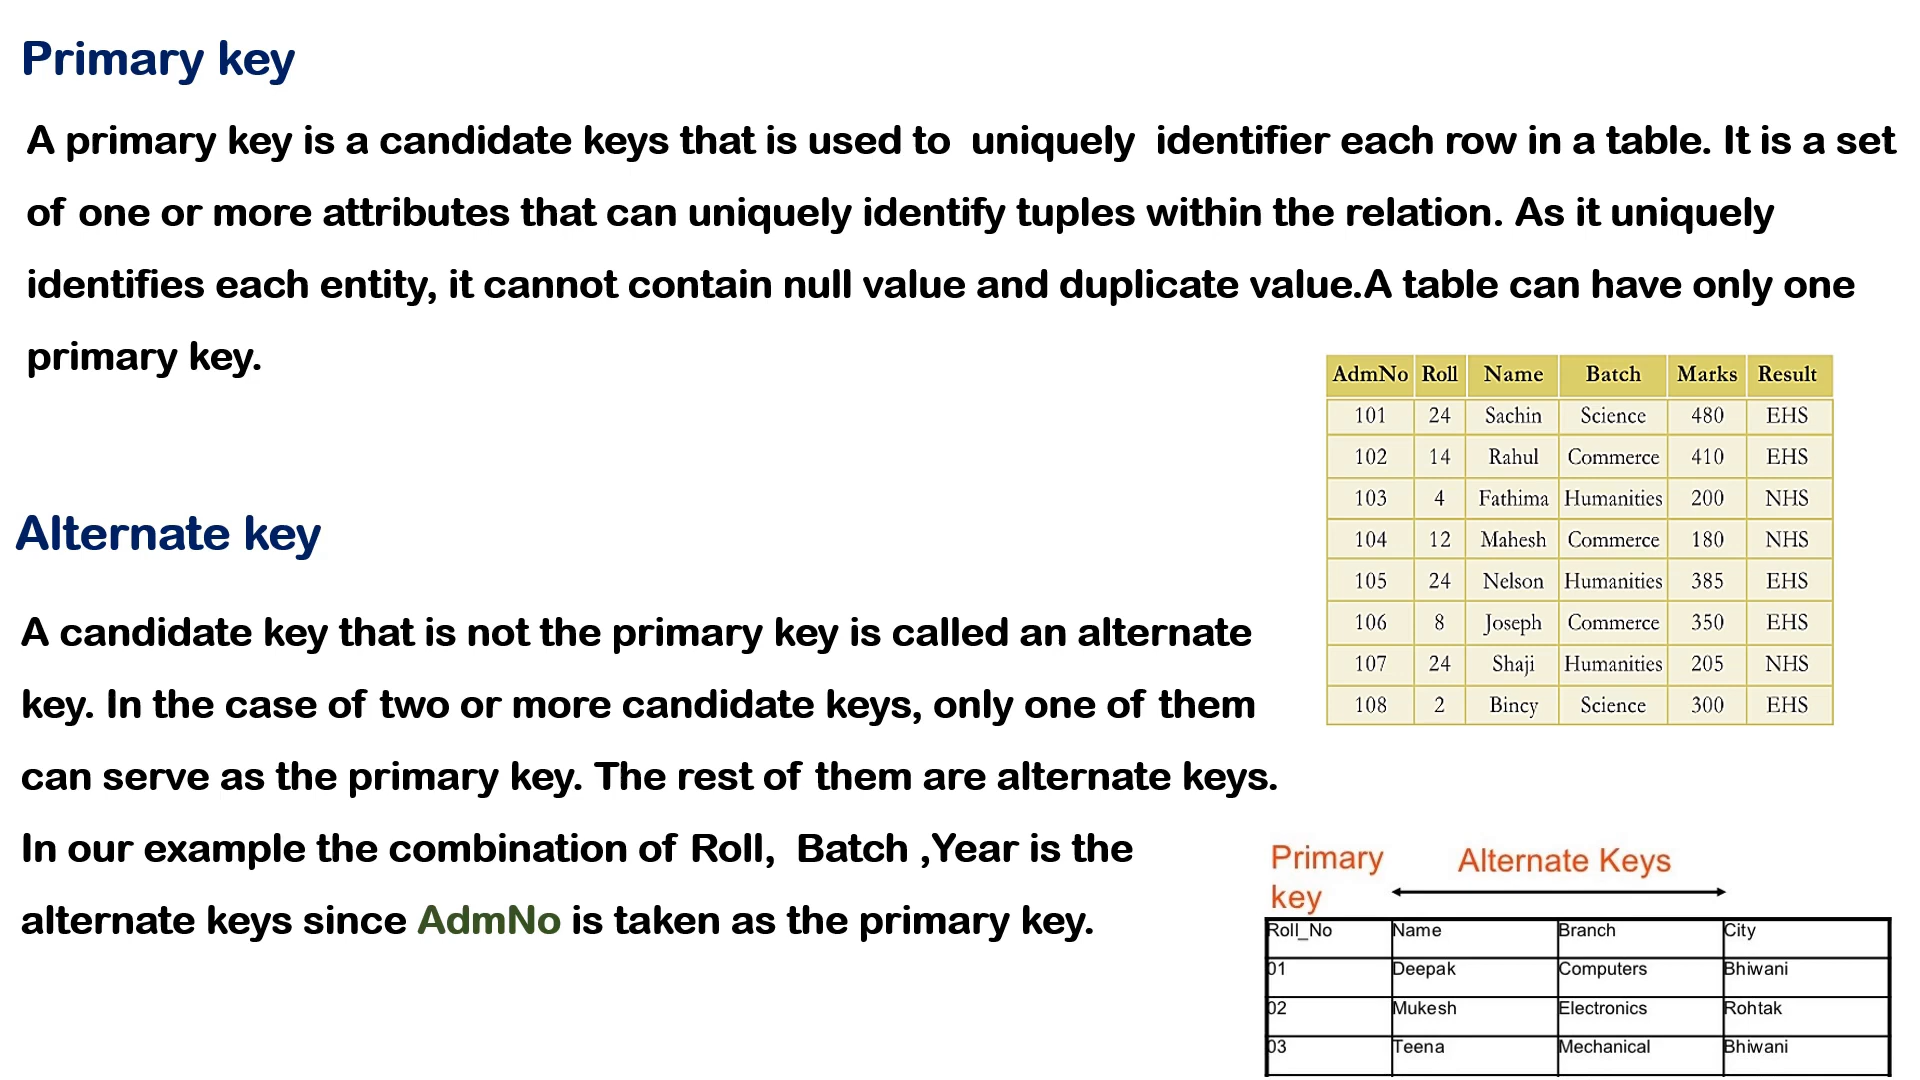 Primary key
A primary key is a candidate keys that is used to uniquely identifier each row in a table. It is a set
of one or more attributes that can uniquely identify tuples within the relation. As it uniquely
identifies each entity, it cannot contain null value and duplicate value.A table can have only one
primary key.
AdmNo Roll Name Batch Marks Result
101 24 Sachin Science 480 EHS
102 14 Rahul Commerce 410 EHS
103 4 Fathima Humanities 200 NHS
104 12 Mahesh Commerce 180 NHS
105 24 Nelson Humanities 385 EHS
106 8 Joseph Commerce 350 EHS
107 24 Shaji Humanities 205 NHS
108 2 Bincy Science 300 EHS
Alternate key
A candidate key that is not the primary key is called an alternate
key. In the case of two or more candidate keys, only one of them
can serve as the primary key. The rest of them are alternate keys.
In our example the combination of Roll, Batch ,Year is the
alternate keys since AdmNo is taken as the primary key.
Primary
key
Alternate Keys
Roll_No Name Branch City
01 Deepak Computers Bhiwani
02 Mukesh Electronics Rohtak
03 Teena Mechanical Bhiwani